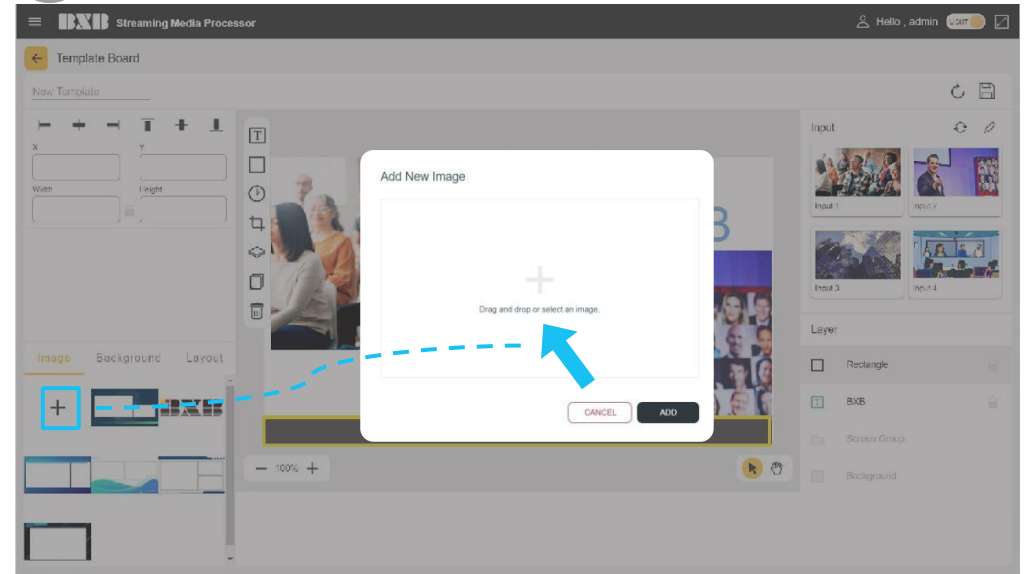 BXB Streaming Media Processor
Hello , admin
LIGHT
Template Board
New Template
X
Y
Width
Height
T
Add New Image
Drag and drop or select an image.
CANCEL
ADD
B
Input
Input 1
Input 2
Input 3
Input 4
Layer
Rectangle
T
BXB
Screen Group
Background
Image
Background
Layout
BXB
100%